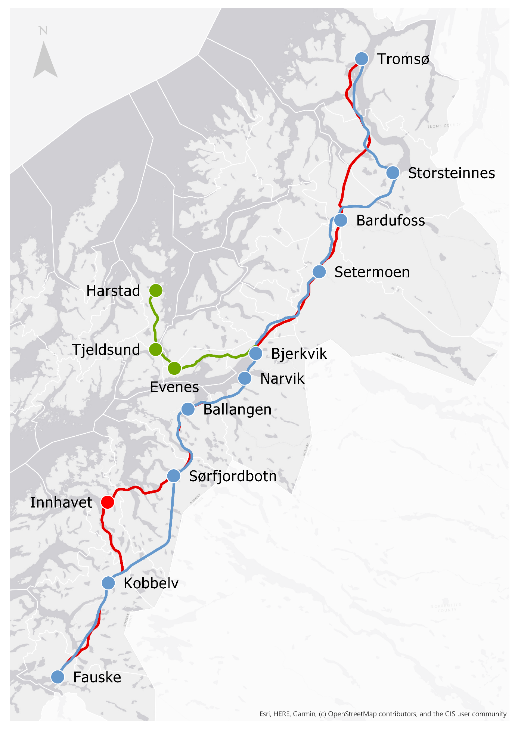 N
Tromsø
Storsteinnes
Bardufoss
Setermoen
Harstad
Tjeldsund
Bjerkvik
Evenes
Narvik
Ballangen
Sørfjordbotn
Innhavet
Kobbelv
Fauske
Esri, HERE, Garmin, (c) OpenStreetMap contributors, and the GIS user community